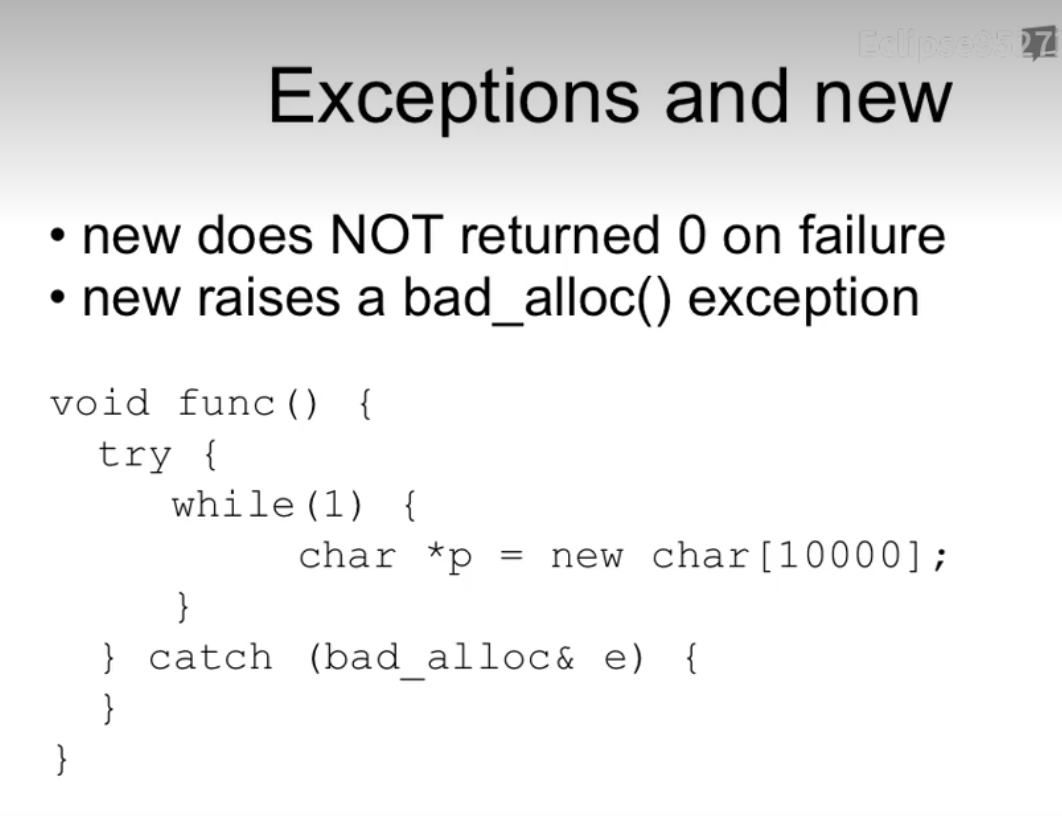 Eclipse9527i
Exceptions and new
• new does NOT returned 0 on failure
• new raises a bad_alloc() exception
void func() {
try {
while(1) {
char *p = new char[10000];
}
} catch (bad_alloc& e) {
}
}